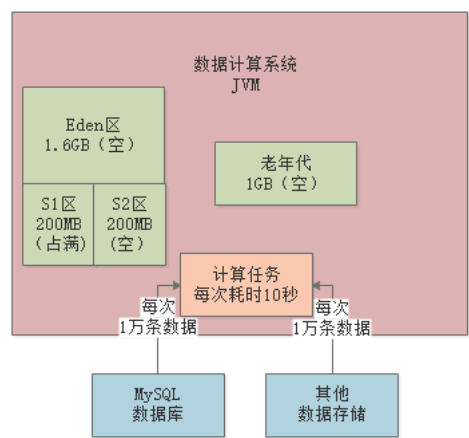 数据计算系统
JVM
Eden区
1.6GB（空）
老年代
1GB（空）
S1区
200MB
（占满）
S2区
200MB
（空）
计算任务
每次耗时10秒
每次
1万条数据
每次
1万条数据
MySQL
数据库
其他
数据存储